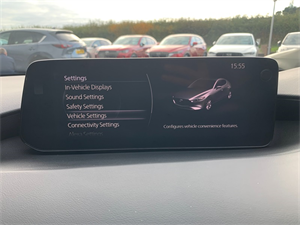 Settings
15:55
In-Vehicle Displays
Sound Settings
Safety Settings
Vehicle Settings
Connectivity Settings
Configures vehicle convenience features.